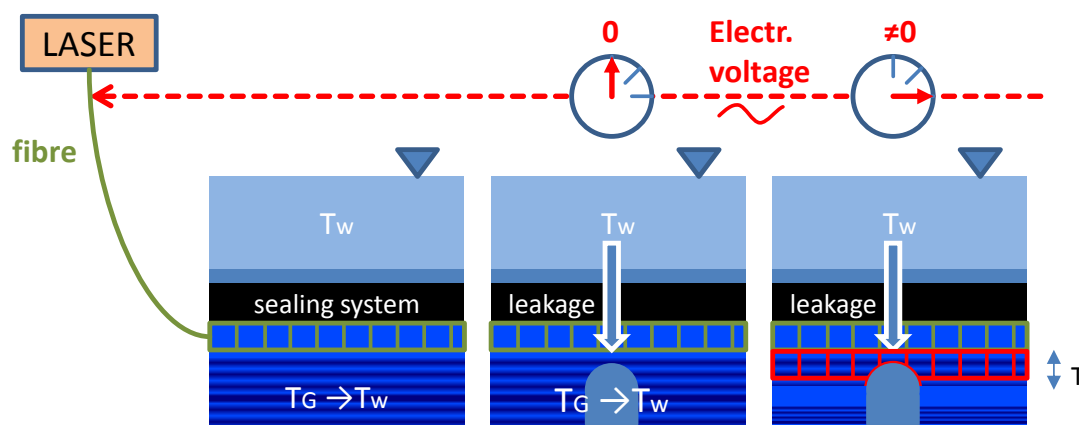 LASER
0
Electr.
voltage
≠0
fibre
Tw
Tw
Tw
sealing system
leakage
leakage
TG →Tw
TG →Tw
T